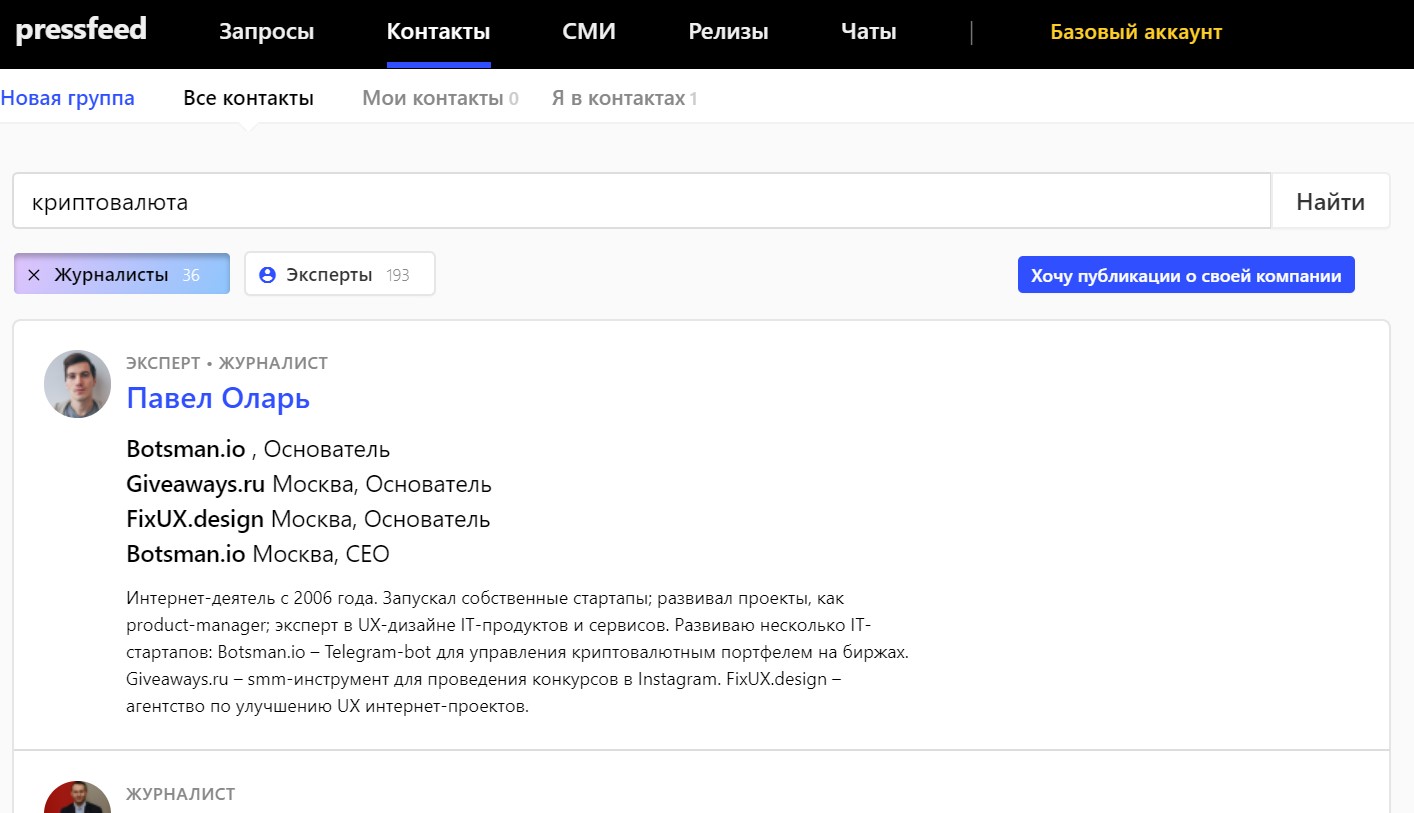 pressfeed Запросы Контакты СМИ Релизы Чаты | Базовый аккаунт
Новая группа Все контакты Мои контакты 0 Я в контактах 1
криптовалюта Найти
× Журналисты 36 Эксперты 193 Хочу публикации о своей компании
ЭКСПЕРТ • ЖУРНАЛИСТ
Павел Оларь
Botsman.io , Основатель
Giveaways.ru Москва, Основатель
FixUX.design Москва, Основатель
Botsman.io Москва, CEO
Интернет-деятель с 2006 года. Запускал собственные стартапы; развивал проекты, как
product-manager; эксперт в UX-дизайне IT-продуктов и сервисов. Развиваю несколько IT-
стартапов: Botsman.io – Telegram-bot для управления криптовалютным портфелем на биржах.
Giveaways.ru – smm-инструмент для проведения конкурсов в Instagram. FixUX.design –
агентство по улучшению UX интернет-проектов.
ЖУРНАЛИСТ